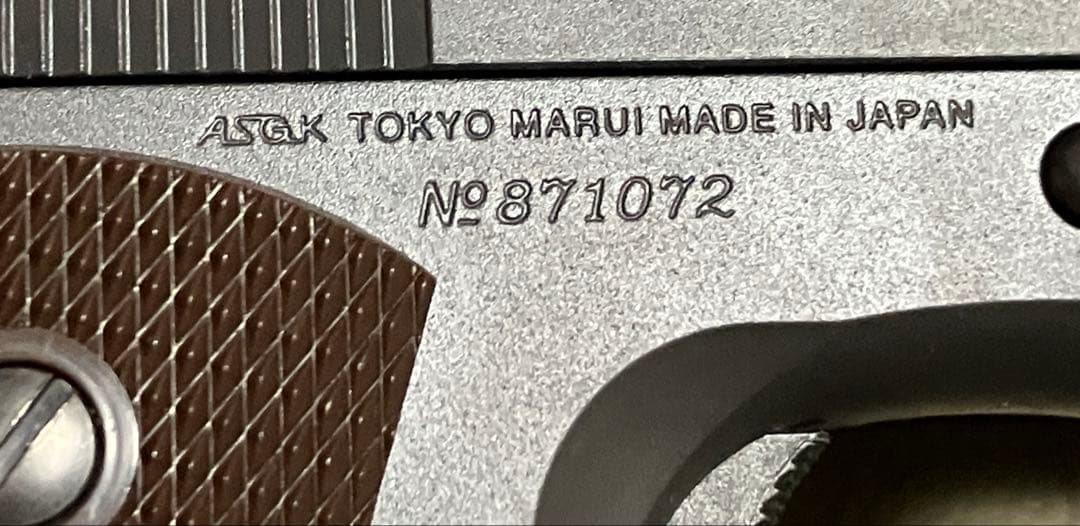 ASGK TOKYO MARUI MADE IN JAPAN
Nº871072